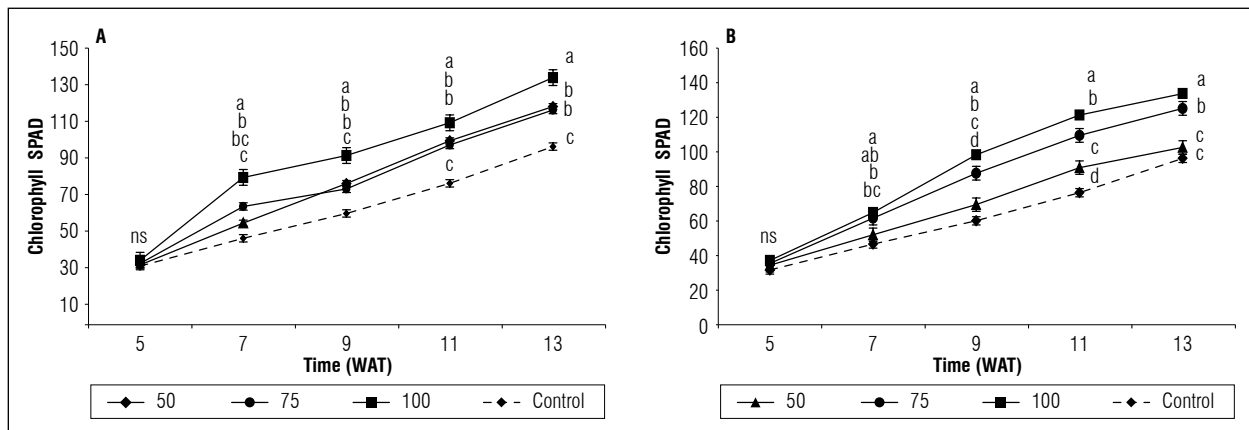 A
150
130
110
90
70
50
30
10
Chlorophyll SPAD
ns
a
b
bc
c
a
b
b
c
a
b
b
c
a
b
b
c
5 7 9 11 13
Time (WAT)
50 75 100 Control
B
160
140
120
100
80
60
40
20
0
Chlorophyll SPAD
ns
a
ab
b
bc
a
b
c
d
a
b
c
d
a
b
c
c
5 7 9 11 13
Time (WAT)
50 75 100 Control